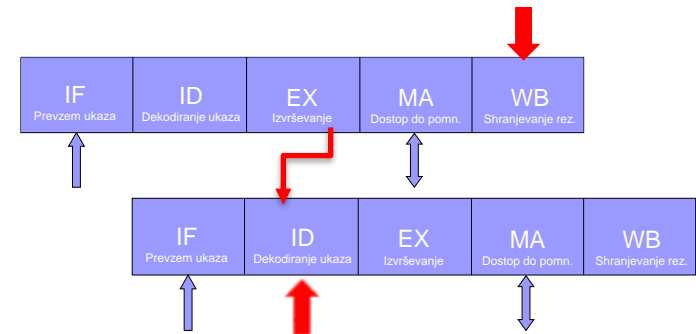 IF ID EX MA WB
Prevzem ukaza Dekodiranje ukaza Izvrševanje Dostop do pomn. Shranjevanje rez.
IF ID EX MA WB
Prevzem ukaza Dekodiranje ukaza Izvrševanje Dostop do pomn. Shranjevanje rez.